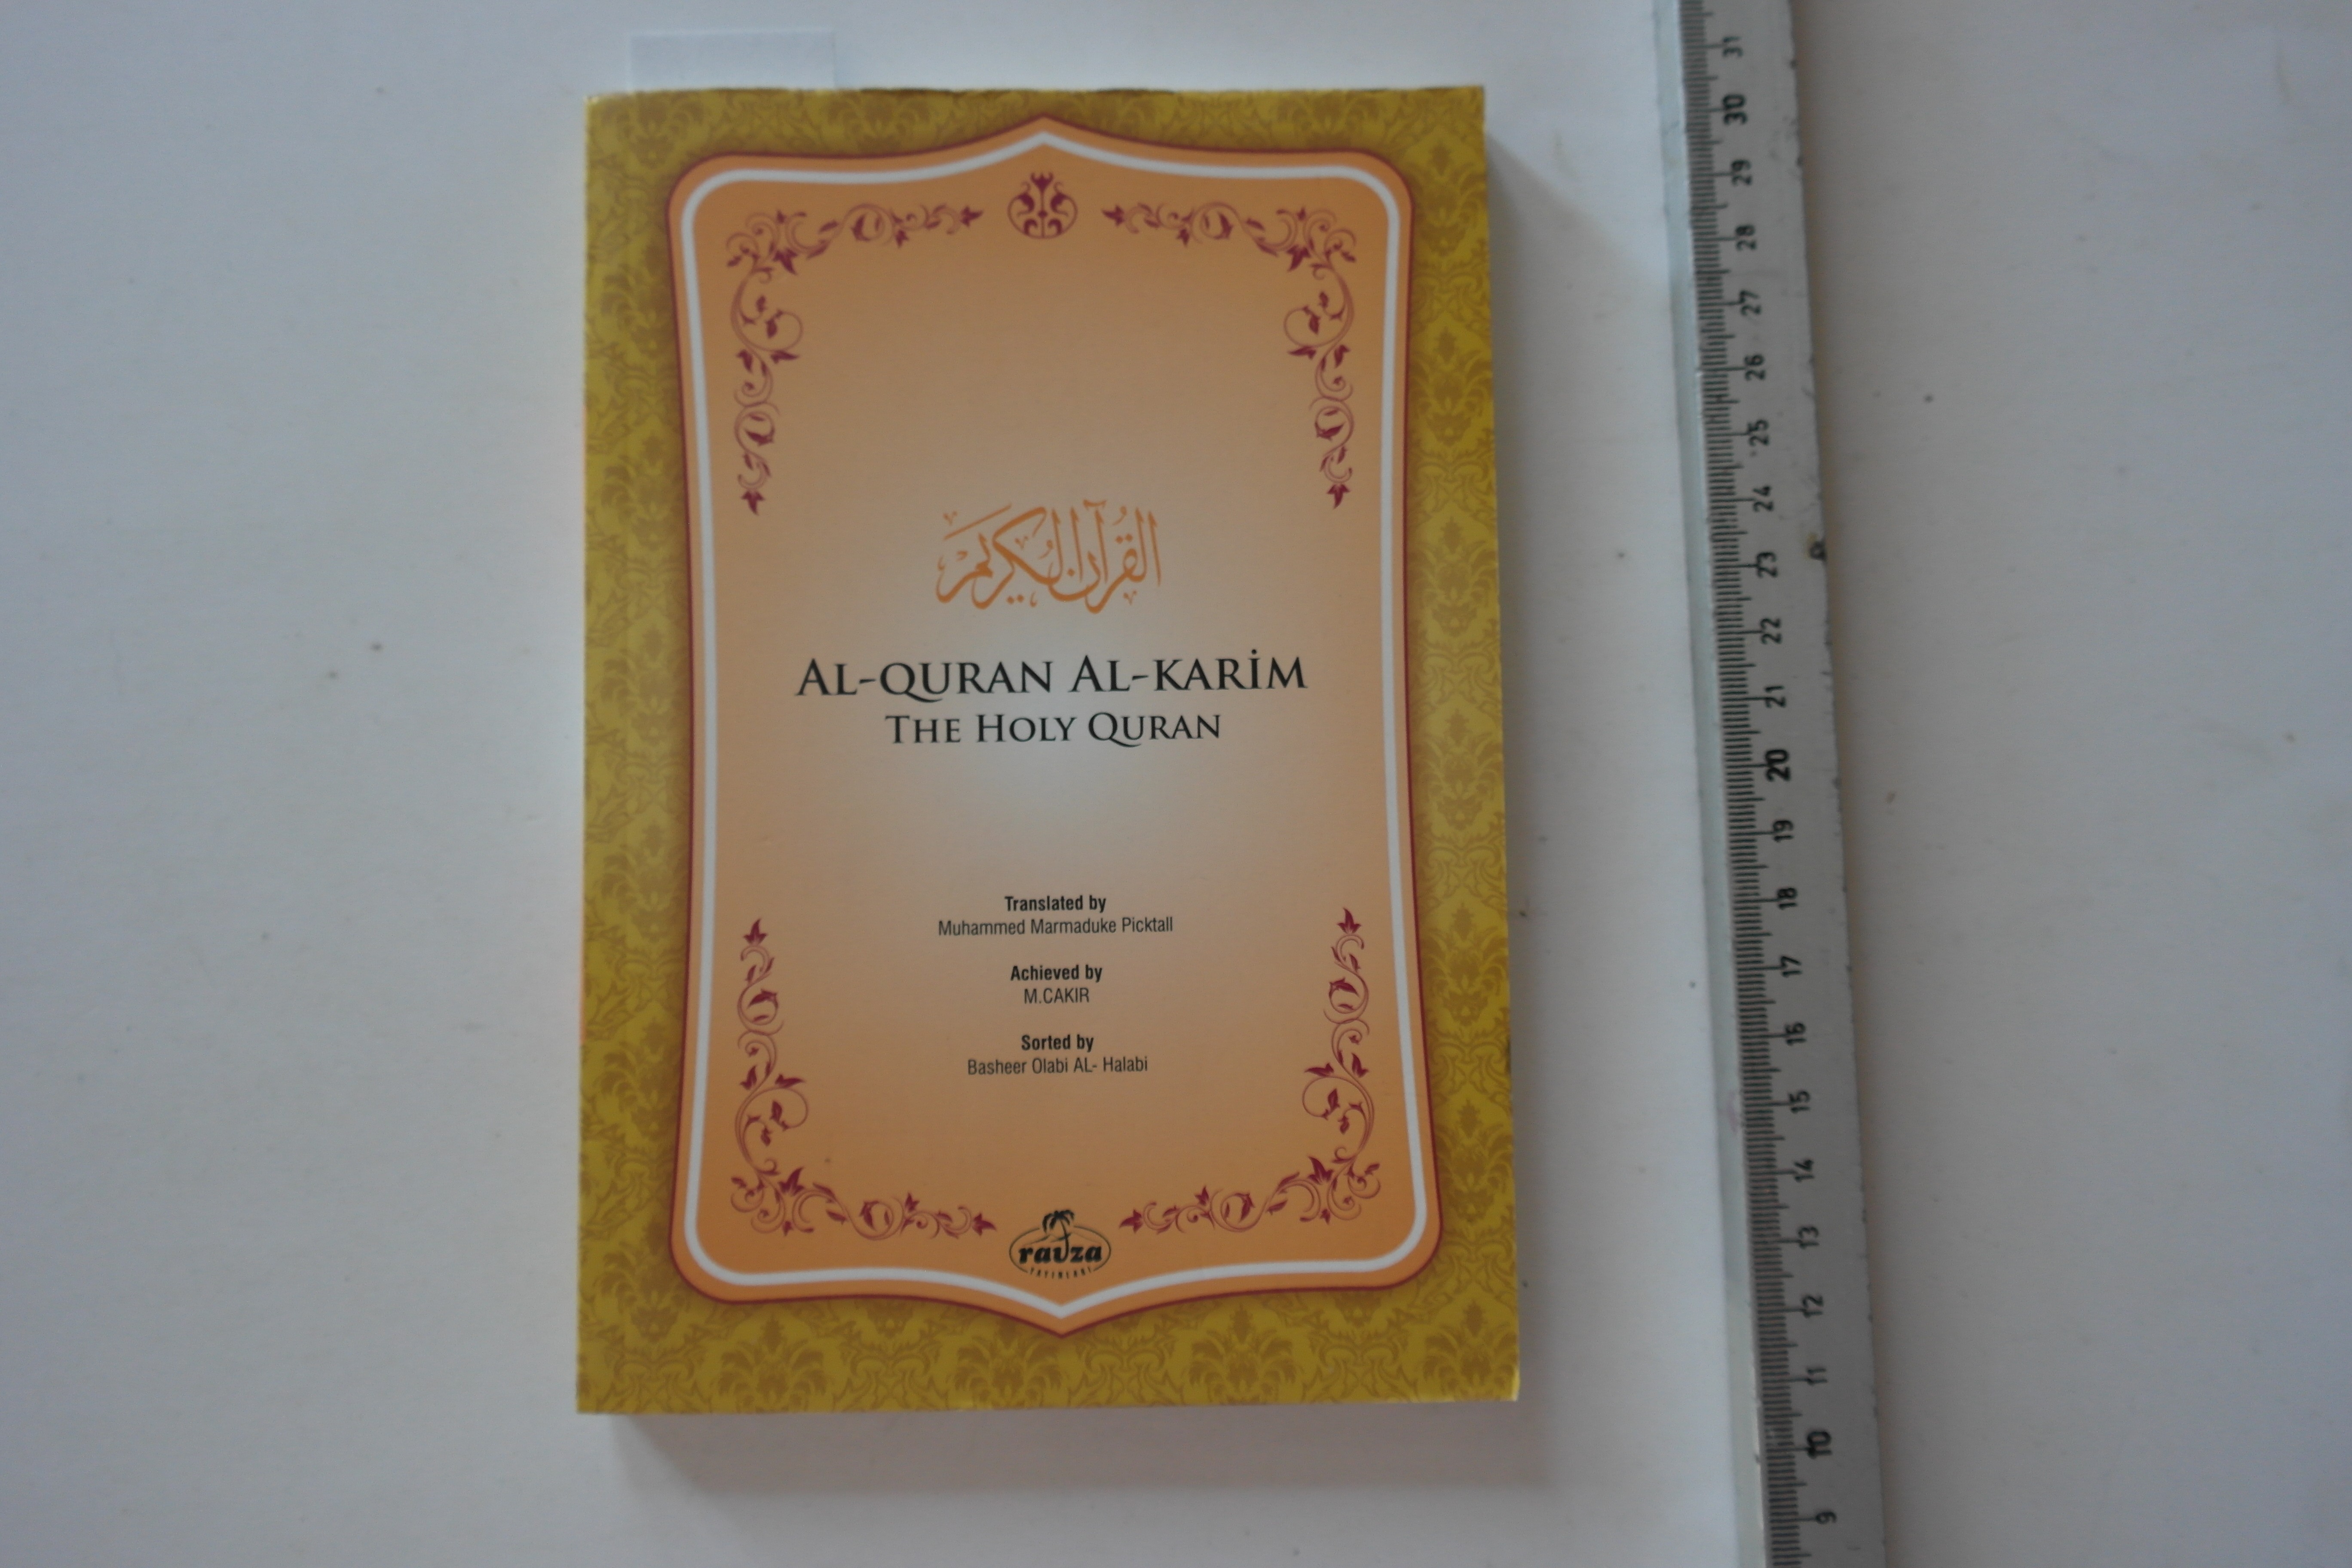 القرآن الكريم
AL-QURAN AL-KARİM
THE HOLY QURAN
Translated by
Muhammed Marmaduke Picktall
Achieved by
M.CAKIR
Sorted by
Basheer Olabi AL- Halabi
ravza
YAYINLARI
31
30
29
28
27
26
25
24
23
22
21
20
19
18
17
16
15
14
13
12
11
10
9